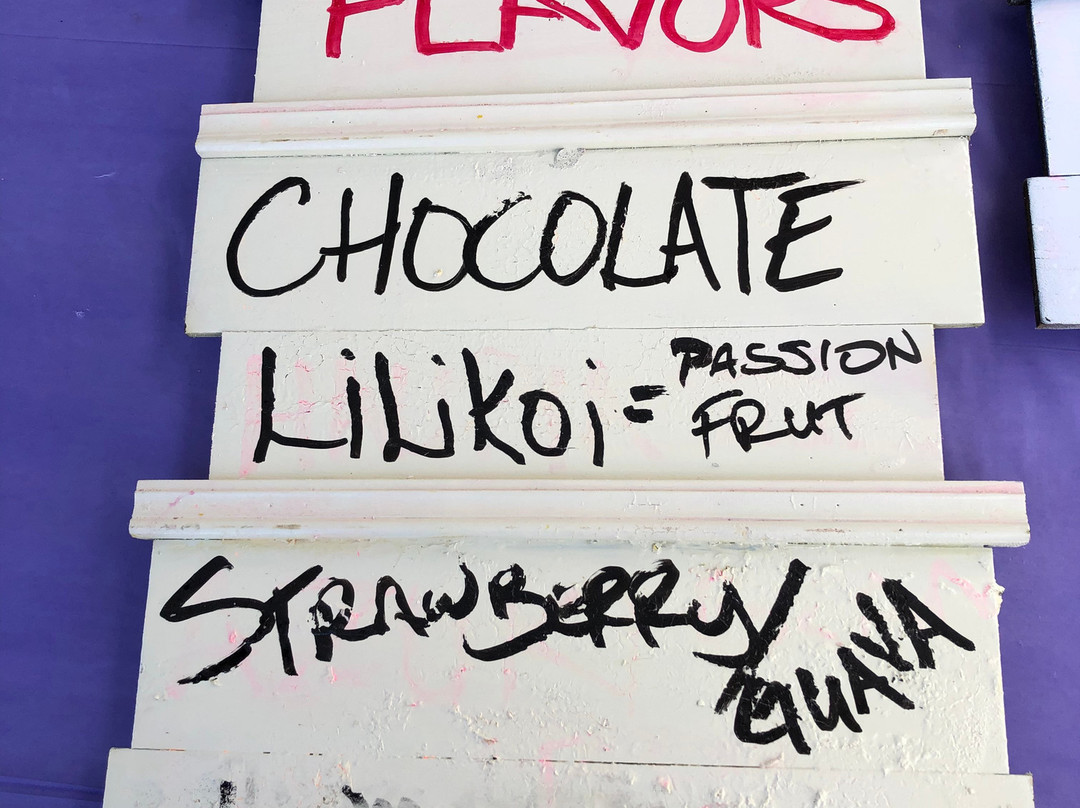 FLAVORS
CHOCOLATE
LiLiKoi = PASSION
FRUT
STRAWBERRY/
GUAVA